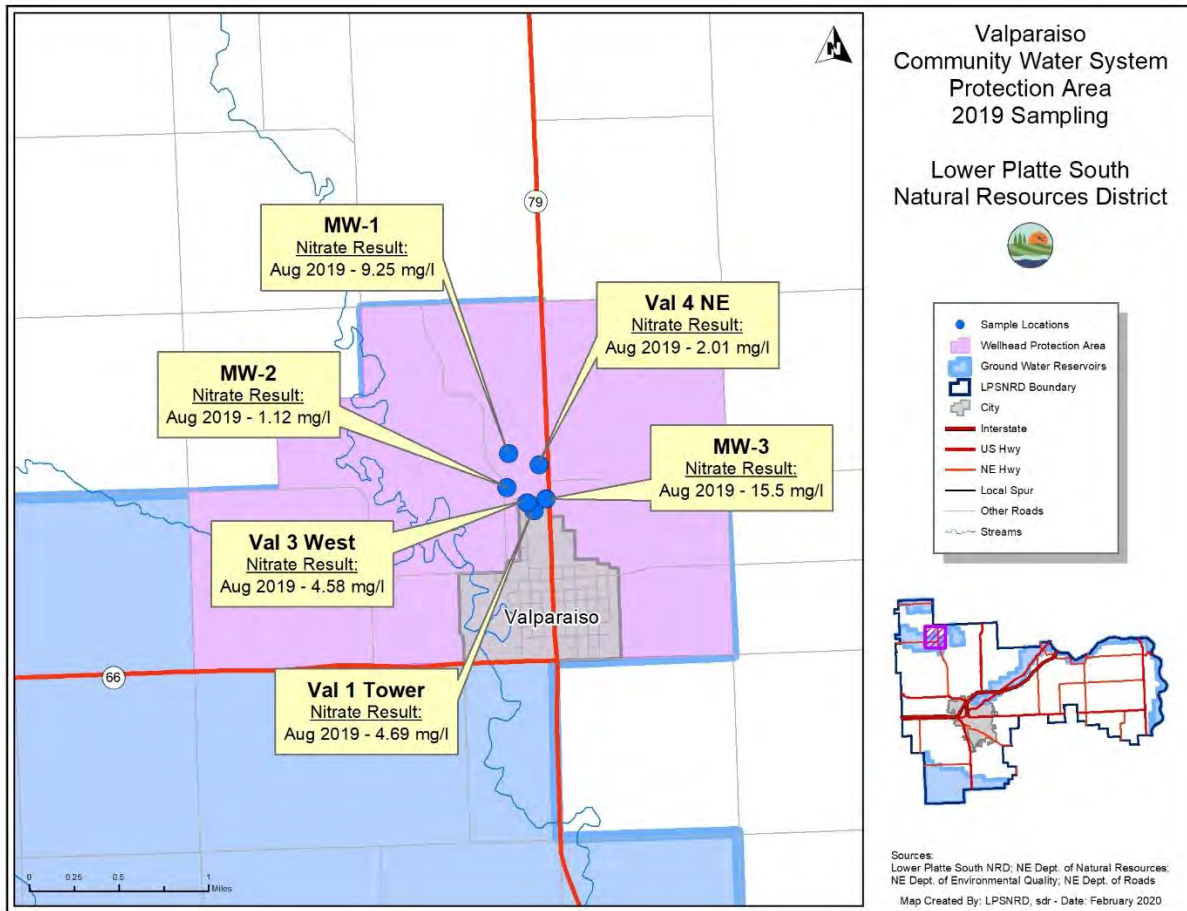 Valparaiso
Community Water System
Protection Area
2019 Sampling
Lower Platte South
Natural Resources District
N
79
MW-1
Nitrate Result:
Aug 2019 - 9.25 mg/l
Val 4 NE
Nitrate Result:
Aug 2019 - 2.01 mg/l
MW-2
Nitrate Result:
Aug 2019 - 1.12 mg/l
MW-3
Nitrate Result:
Aug 2019 - 15.5 mg/l
Val 3 West
Nitrate Result:
Aug 2019 - 4.58 mg/l
Valparaiso
66
Val 1 Tower
Nitrate Result:
Aug 2019 - 4.69 mg/l
0 0.25 0.5 1
Miles
Sample Locations
Wellhead Protection Area
Ground Water Reservoirs
LPSNRD Boundary
City
Interstate
US Hwy
NE Hwy
Local Spur
Other Roads
Streams
Sources:
Lower Platte South NRD; NE Dept. of Natural Resources;
NE Dept. of Environmental Quality; NE Dept. of Roads
Map Created By: LPSNRD, sdr - Date: February 2020